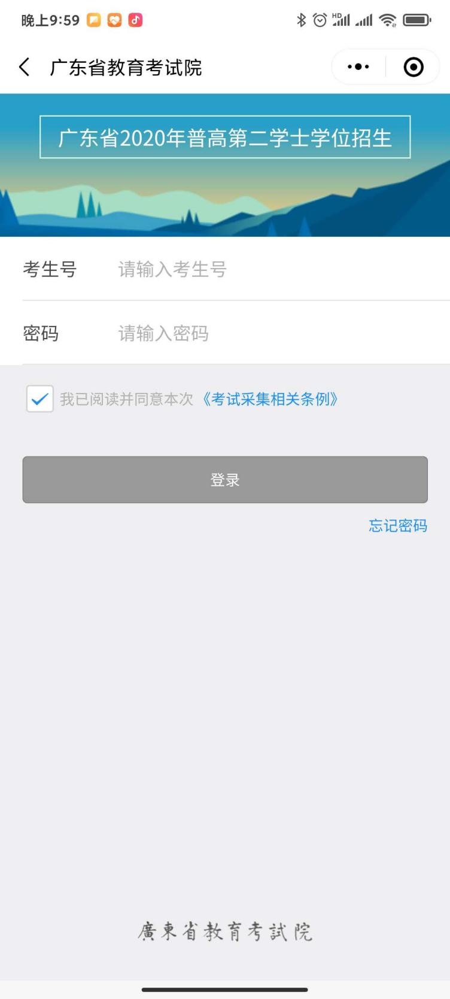 晚上9:59
HD
广东省教育考试院
广东省2020年普高第二学士学位招生
考生号 请输入考生号
密码 请输入密码
我已阅读并同意本次《考试采集相关条例》
登录
忘记密码
廣東省教育考試院